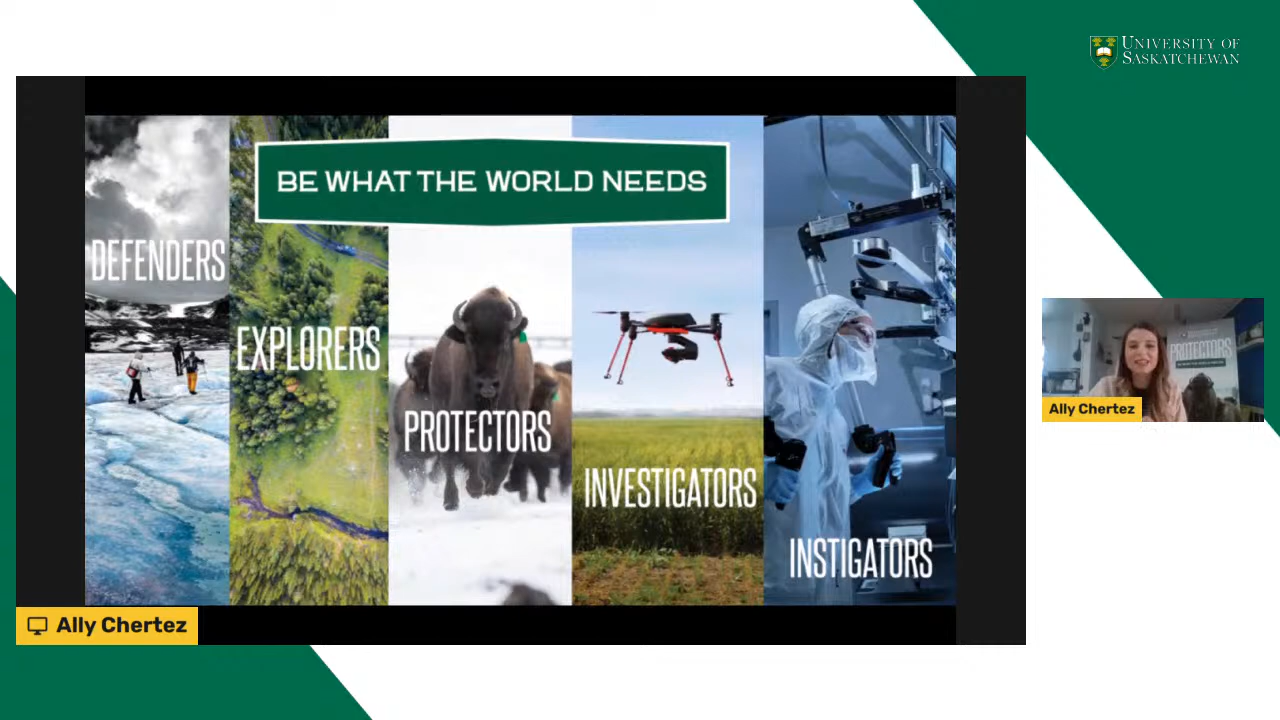 UNIVERSITY OF
SASKATCHEWAN
BE WHAT THE WORLD NEEDS
DEFENDERS
EXPLORERS
PROTECTORS
INVESTIGATORS
INSTIGATORS
PROTECTORS
Ally Chertez
Ally Chertez